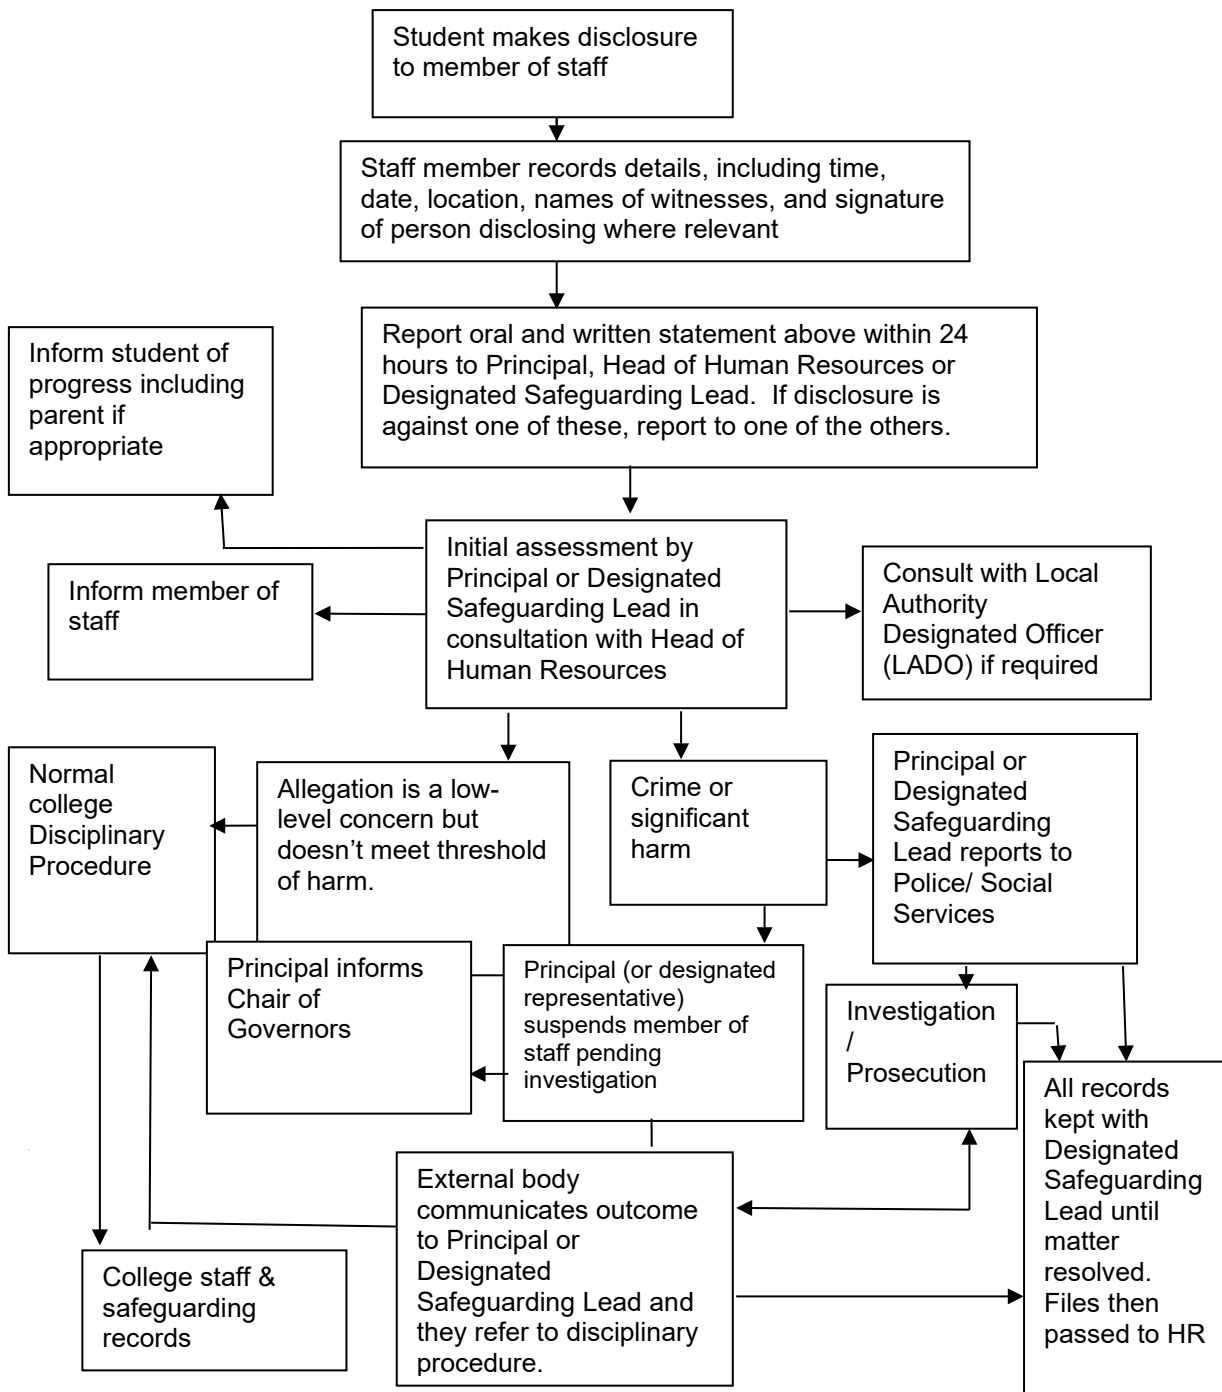 Student makes disclosure
to member of staff
Staff member records details, including time,
date, location, names of witnesses, and signature
of person disclosing where relevant
Report oral and written statement above within 24
hours to Principal, Head of Human Resources or
Designated Safeguarding Lead.  If disclosure is
against one of these, report to one of the others.
Inform student of
progress including
parent if
appropriate
Initial assessment by
Principal or Designated
Safeguarding Lead in
consultation with Head of
Human Resources
Inform member of
staff
Consult with Local
Authority
Designated Officer
(LADO) if required
Normal
college
Disciplinary
Procedure
Allegation is a low-
level concern but
doesn’t meet threshold
of harm.
Crime or
significant
harm
Principal or
Designated
Safeguarding
Lead reports to
Police/ Social
Services
Principal informs
Chair of
Governors
Principal (or designated
representative)
suspends member of
staff pending
investigation
Investigation
/
Prosecution
All records
kept with
Designated
Safeguarding
Lead until
matter
resolved.
Files then
passed to HR
External body
communicates outcome
to Principal or
Designated
Safeguarding Lead and
they refer to disciplinary
procedure.
College staff &
safeguarding
records